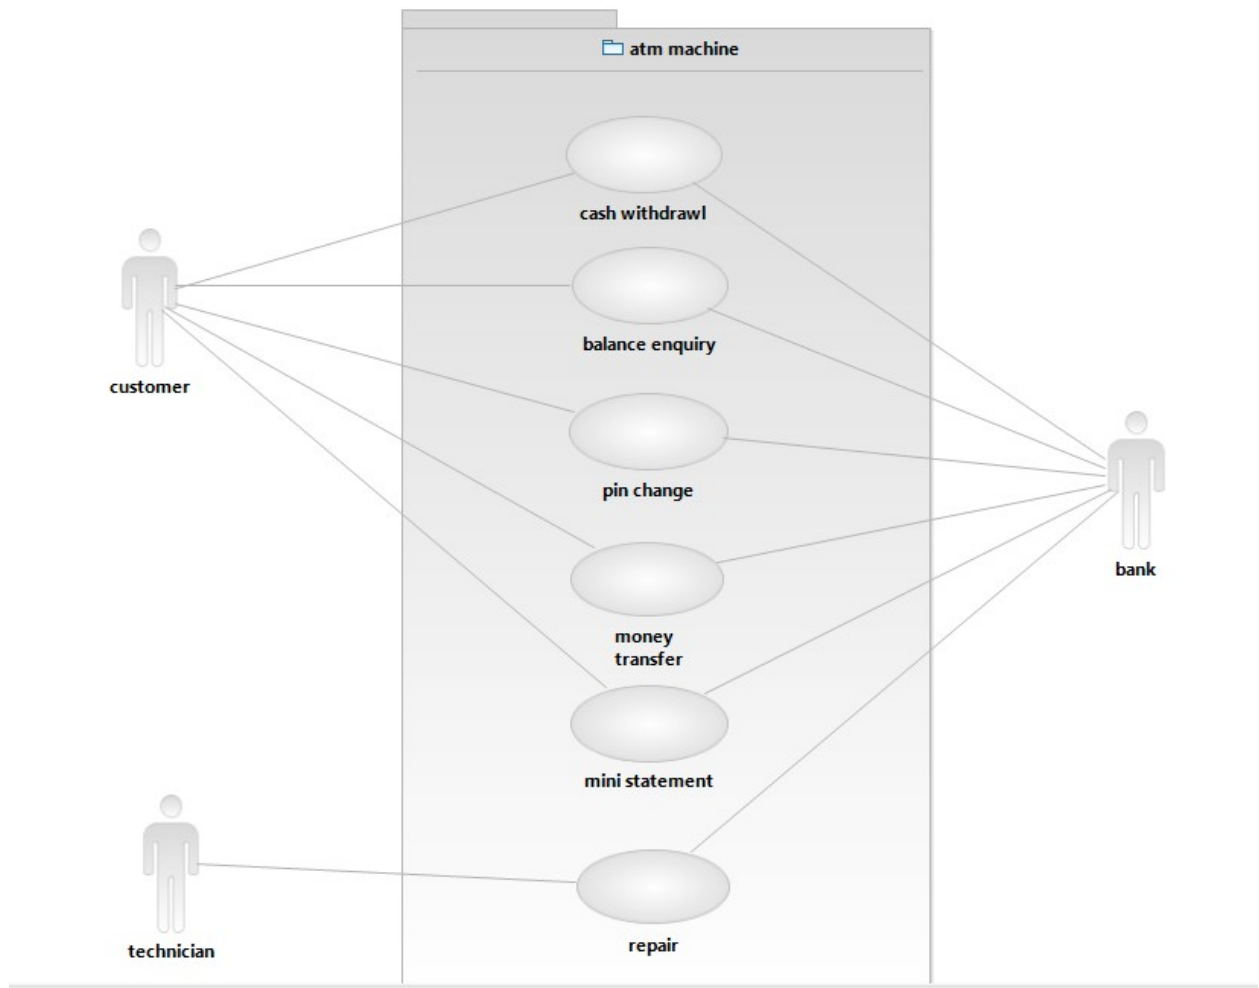 atm machine
cash withdrawl
balance enquiry
customer
pin change
bank
money
transfer
mini statement
technician
repair